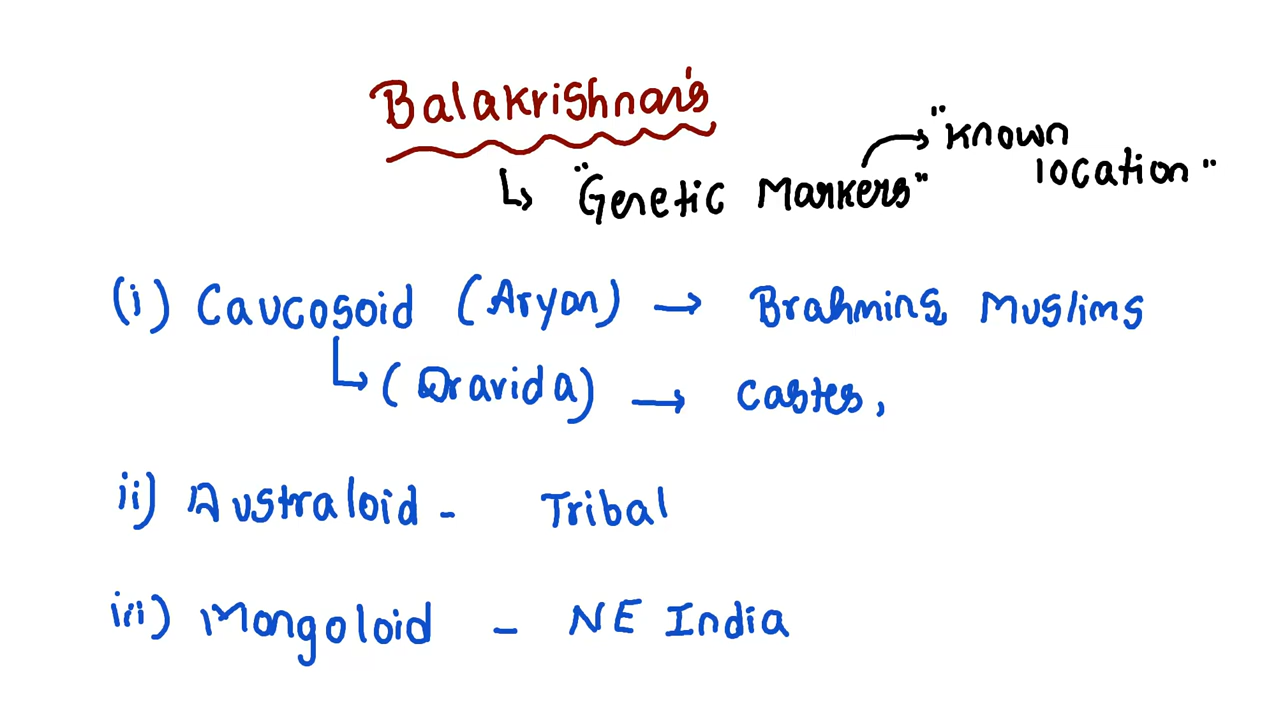 Balakrishnan's
"Known
location"
↳ "Genetic Markers"
(i) Caucosoid (Aryan) → Brahmins, Muslims
↳ (Dravida) → Castes,
ii) Australoid - Tribal
iii) Mongoloid - NE India